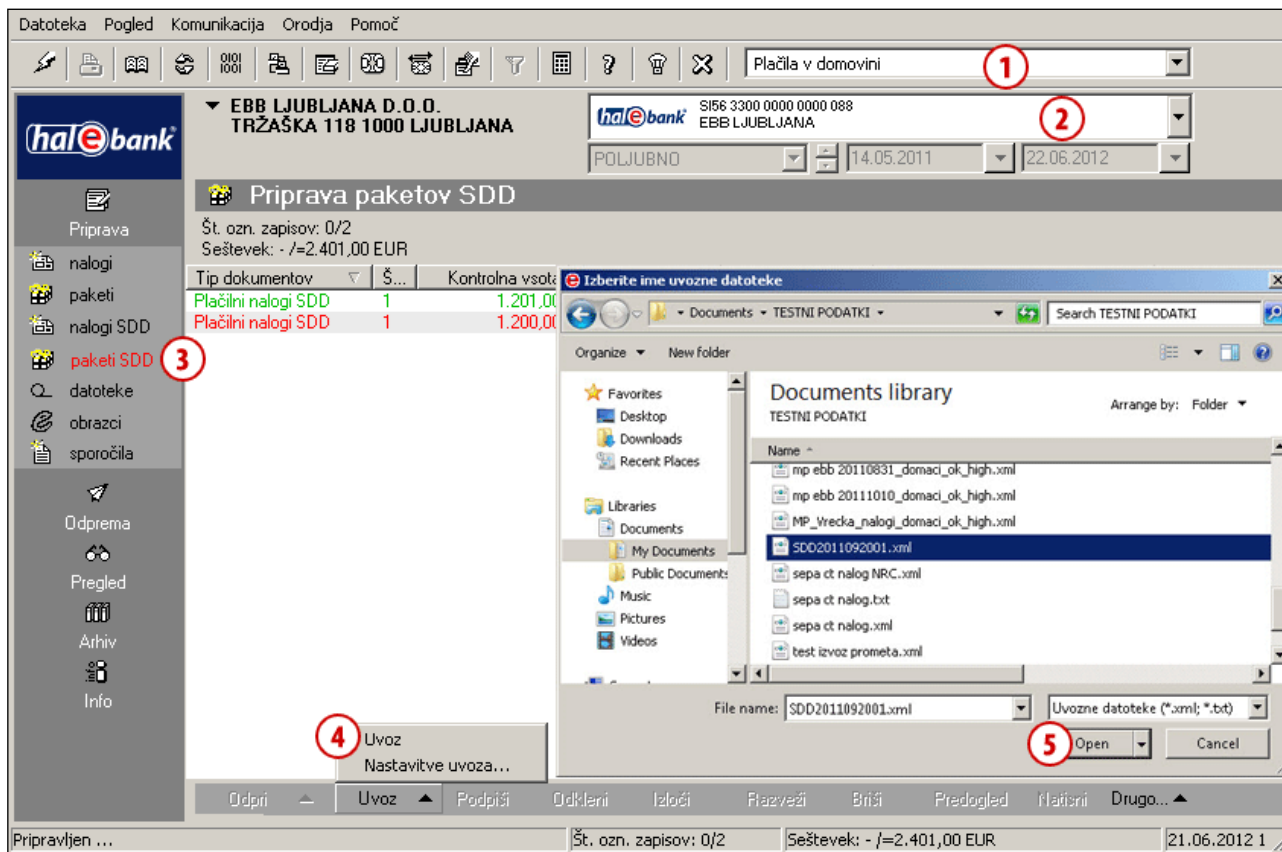 Datoteka Pogled Komunikacija Orodja Pomoč
Plačila v domovini
1
hal@bank
EBB LJUBLJANA D.O.O.
TRŽAŠKA 118 1000 LJUBLJANA
hal@bank
SI56 3300 0000 0000 088
EBB LJUBLJANA
2
POLJUBNO 14.05.2011 22.06.2012
Priprava
nalogi
paketi
nalogi SDD
paketi SDD
3
datoteke
obrazci
sporočila
Odprema
Pregled
Arhiv
Info
Priprava paketov SDD
Št. ozn. zapisov: 0/2
Seštevek: - /=2.401,00 EUR
Tip dokumentov Š... Kontrolna vsota
Plačilni nalogi SDD 1 1.201,00
Plačilni nalogi SDD 1 1.200,00
Izberite ime uvozne datoteke
Documents TESTNI PODATKI
Search TESTNI PODATKI
Organize New folder
Favorites
Desktop
Downloads
Recent Places
Libraries
Documents
My Documents
Public Documents
Music
Pictures
Videos
Documents library
TESTNI PODATKI
Arrange by: Folder
Name
mp ebb 20110831_domaci_ok_high.xml
mp ebb 20111010_domaci_ok_high.xml
MP_Vrecka_nalogi_domaci_ok_high.xml
SDD2011092001.xml
sepa ct nalog NRC.xml
sepa ct nalog.txt
sepa ct nalog.xml
test izvoz prometa.xml
File name: SDD2011092001.xml
Uvozne datoteke (*.xml; *.txt)
5
Open Cancel
4
Uvoz
Nastavitve uvoza...
Odpri Uvoz Podpiši Odkleni Izloči Razveži Briši Predogled Natisni Drugo...
Pripravljen ... Št. ozn. zapisov: 0/2 Seštevek: - /=2.401,00 EUR 21.06.2012 1